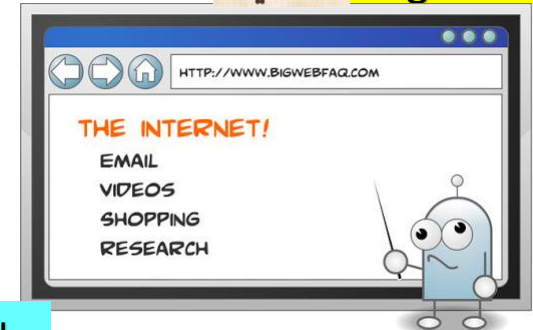 HTTP://WWW.BIGWEBFAQ.COM
THE INTERNET!
EMAIL
VIDEOS
SHOPPING
RESEARCH